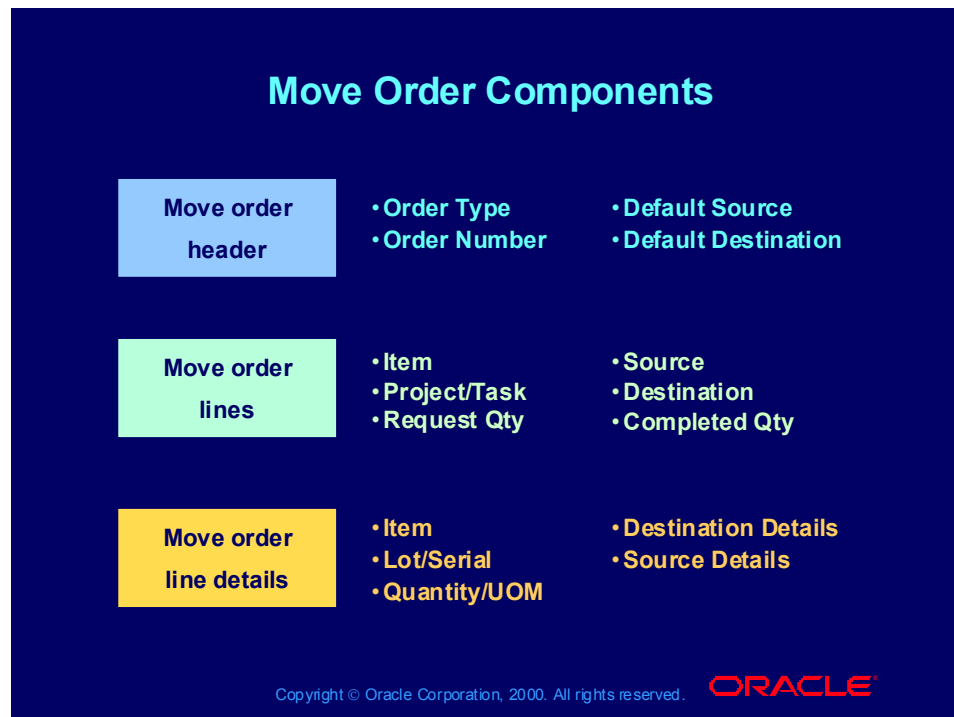 Move Order Components
Move order
header
• Order Type
• Order Number
• Default Source
• Default Destination
Move order
lines
• Item
• Project/Task
• Request Qty
• Source
• Destination
• Completed Qty
Move order
line details
• Item
• Lot/Serial
• Quantity/UOM
• Destination Details
• Source Details
Copyright © Oracle Corporation, 2000. All rights reserved.
ORACLE®